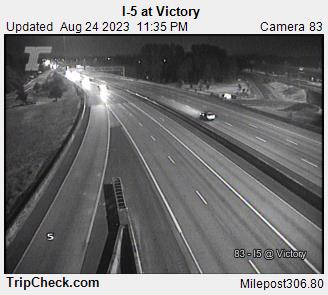 I-5 at Victory
Updated Aug 24 2023 11:35 PM Camera 83
83 - I5 @ Victory
TripCheck.com Milepost306.80